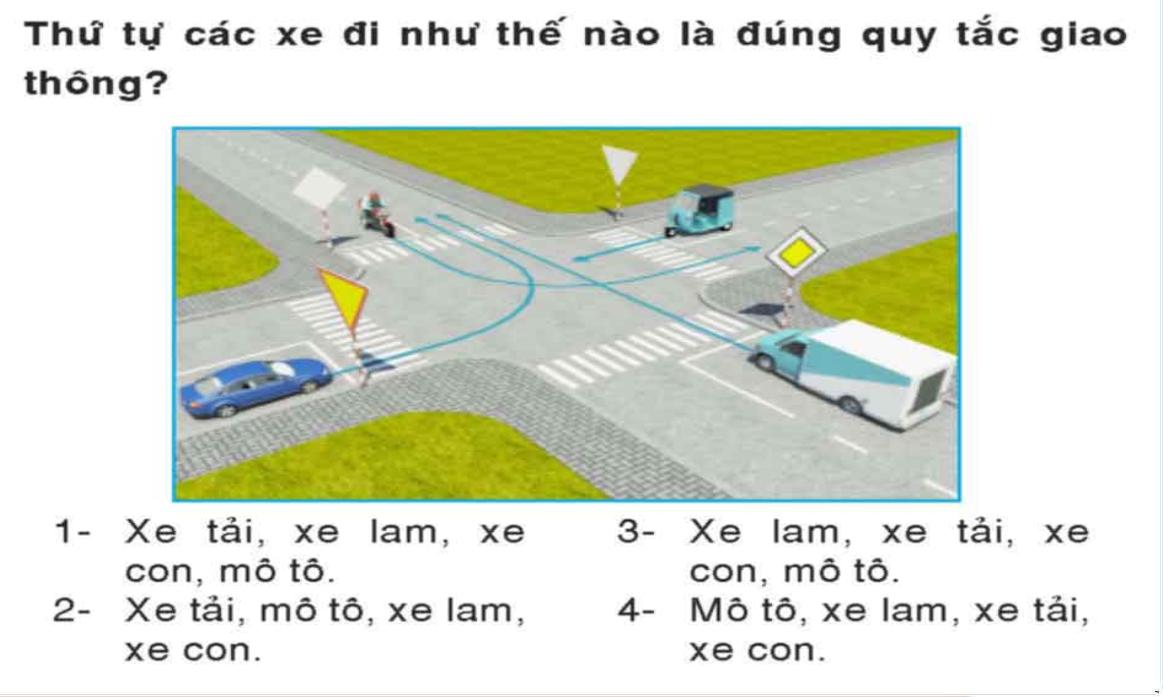 Thứ tự các xe đi như thế nào là đúng quy tắc giao
thông?
1- Xe tải, xe lam, xe
con, mô tô.
2- Xe tải, mô tô, xe lam,
xe con.
3- Xe lam, xe tải, xe
con, mô tô.
4- Mô tô, xe lam, xe tải,
xe con.